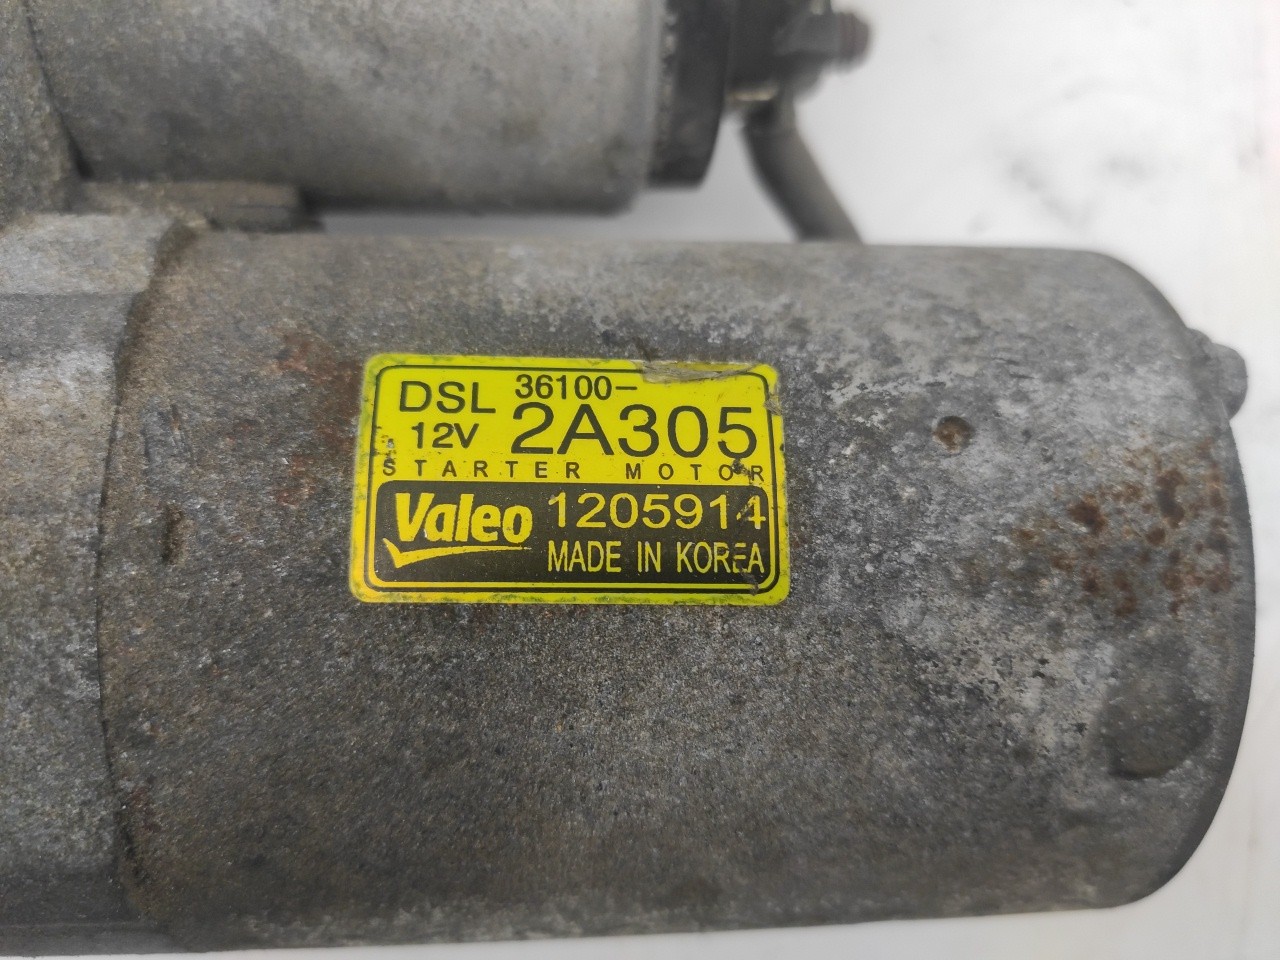 DSL 36100-
12V 2A305
STARTER MOTOR
Valeo 1205914
MADE IN KOREA